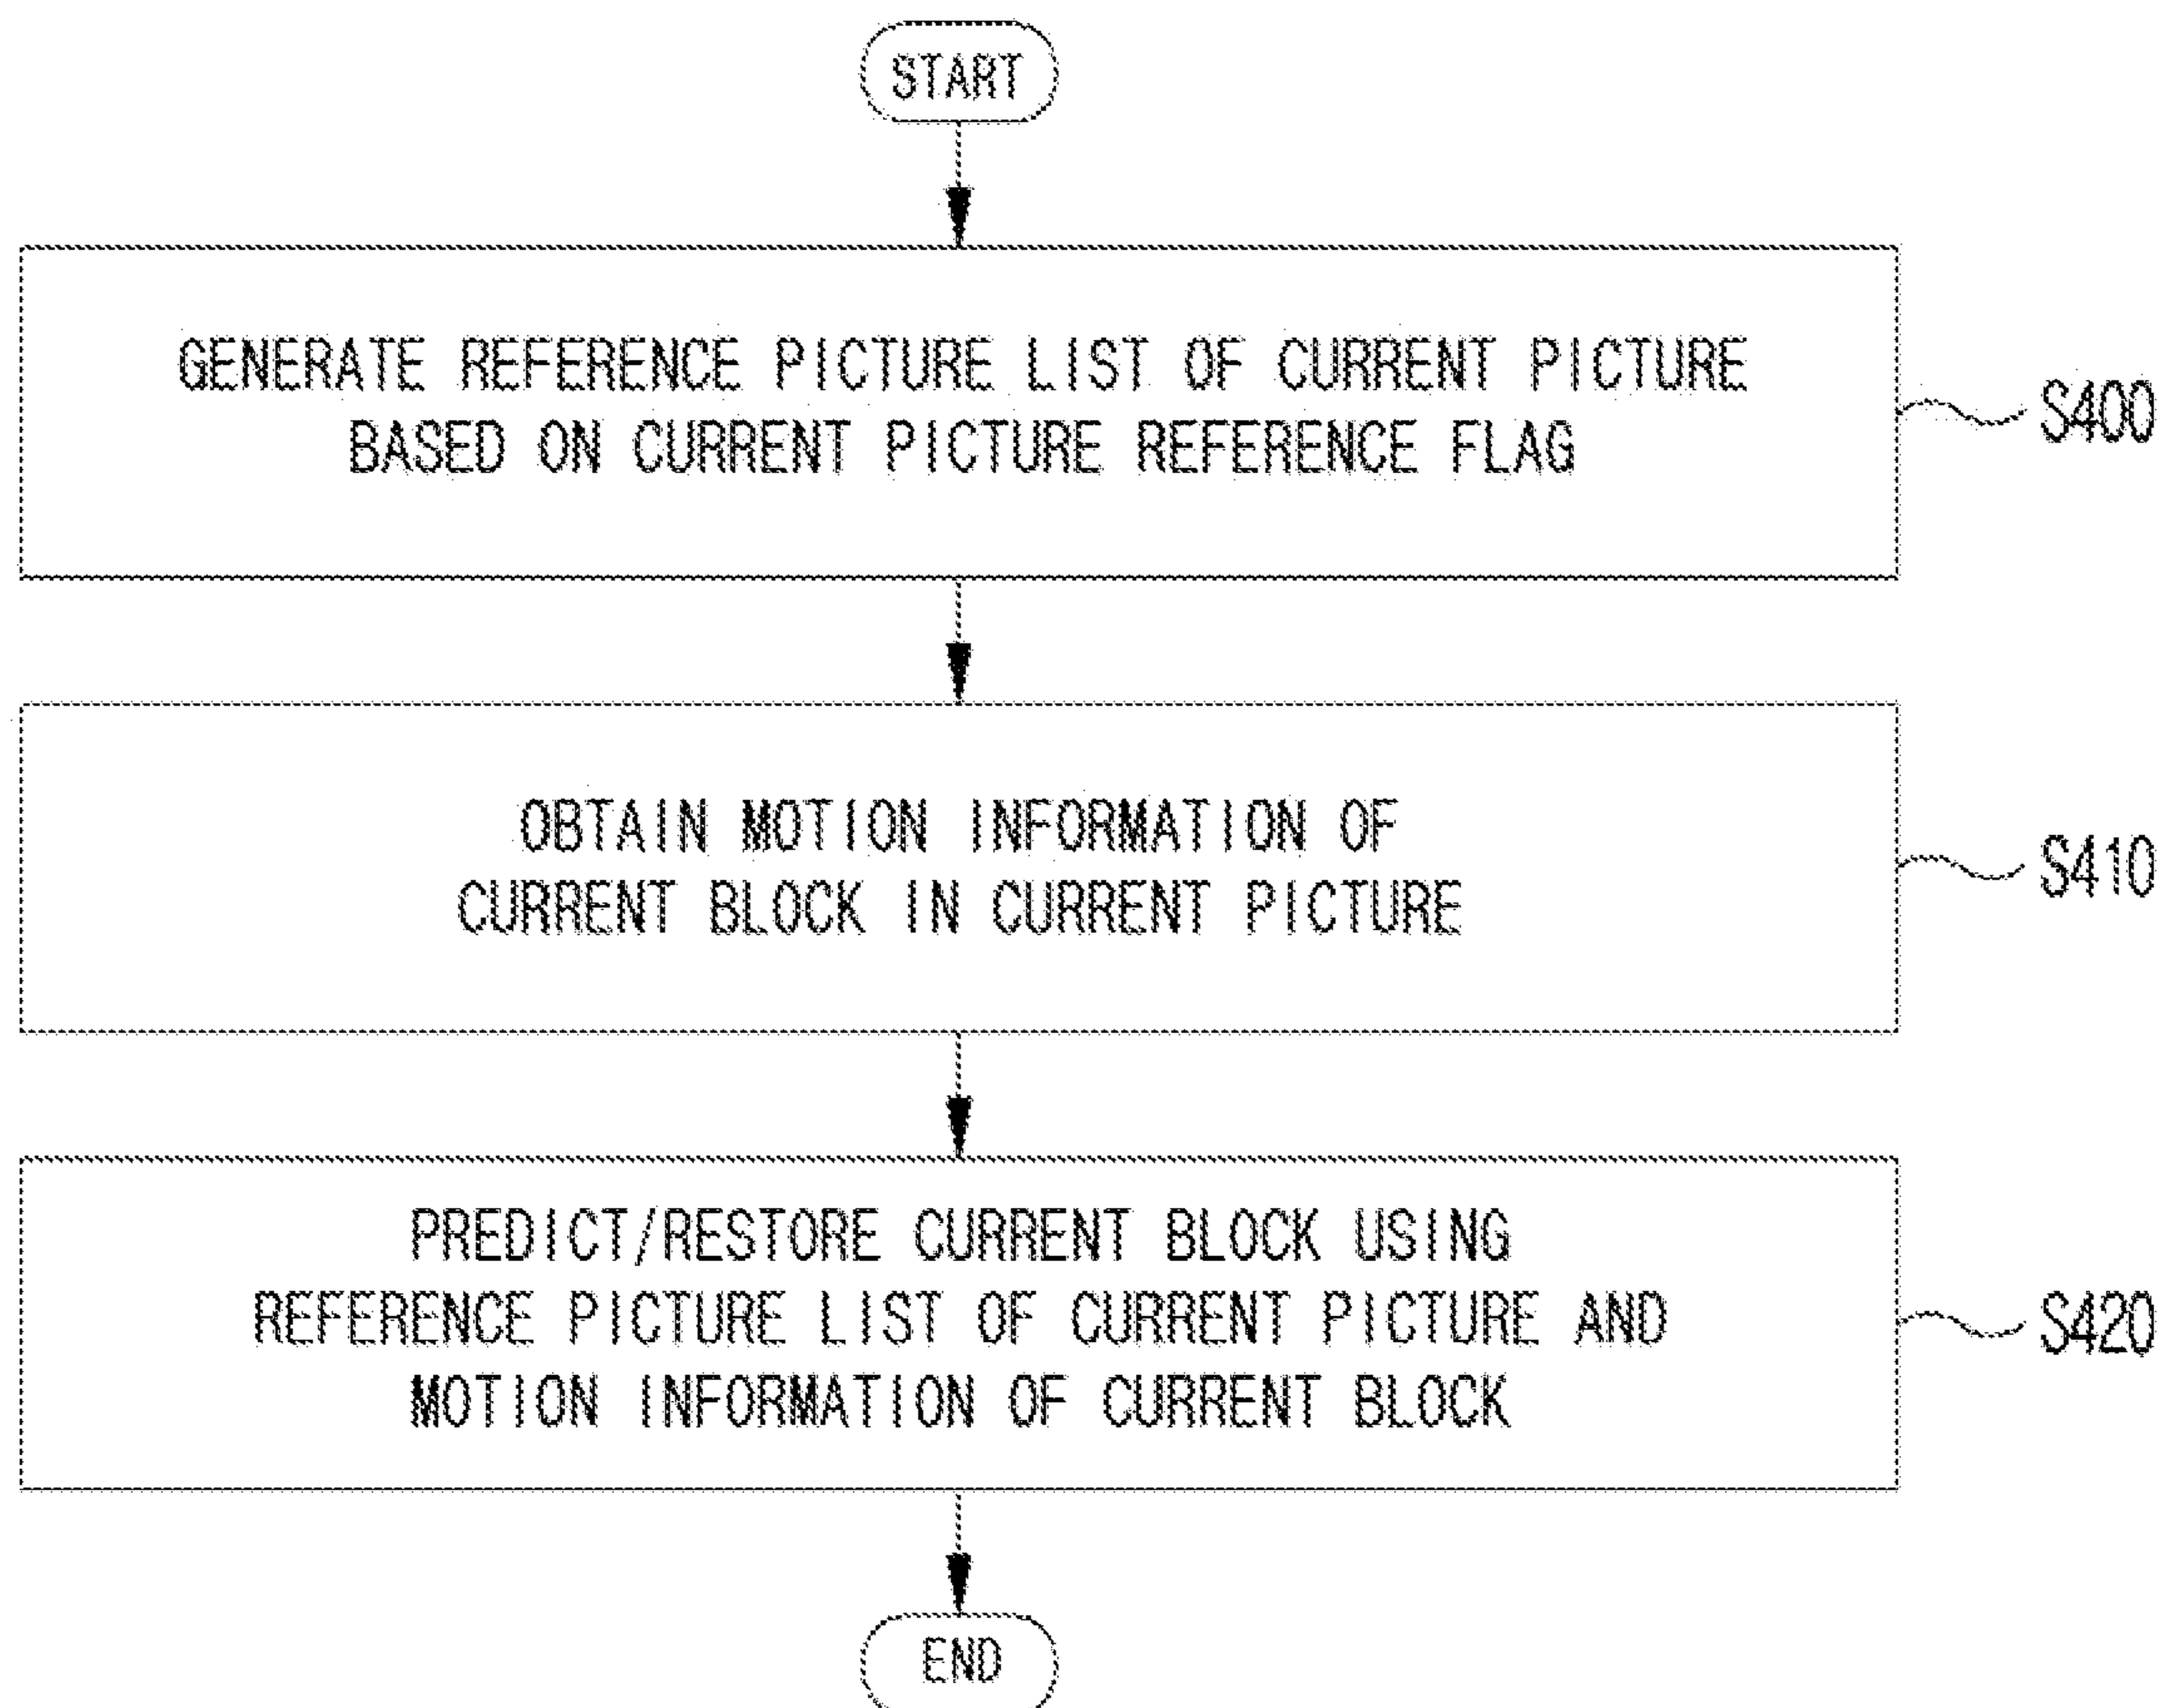 START
GENERATE REFERENCE PICTURE LIST OF CURRENT PICTURE
BASED ON CURRENT PICTURE REFERENCE FLAG
S400
OBTAIN MOTION INFORMATION OF
CURRENT BLOCK IN CURRENT PICTURE
S410
PREDICT/RESTORE CURRENT BLOCK USING
REFERENCE PICTURE LIST OF CURRENT PICTURE AND
MOTION INFORMATION OF CURRENT BLOCK
S420
END